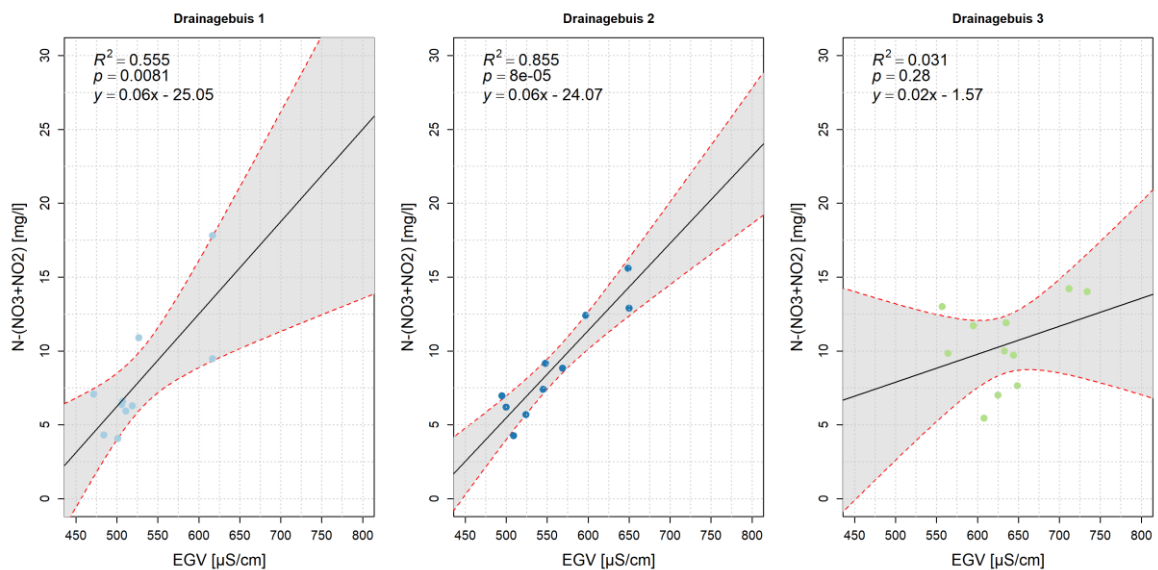 Drainagebuis 1
R² = 0.555
p = 0.0081
y = 0.06x - 25.05
N-(NO3+NO2) [mg/l]
30
25
20
15
10
5
0
450 500 550 600 650 700 750 800
EGV [µS/cm]
Drainagebuis 2
R² = 0.855
p = 8e-05
y = 0.06x - 24.07
N-(NO3+NO2) [mg/l]
30
25
20
15
10
5
0
450 500 550 600 650 700 750 800
EGV [µS/cm]
Drainagebuis 3
R² = 0.031
p = 0.28
y = 0.02x - 1.57
N-(NO3+NO2) [mg/l]
30
25
20
15
10
5
0
450 500 550 600 650 700 750 800
EGV [µS/cm]